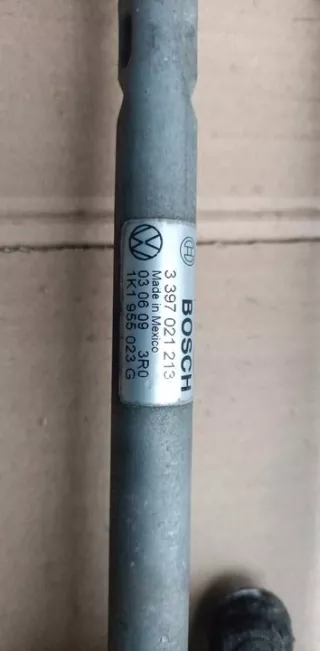 BOSCH
3 397 021 213
Made in Mexico
03 06 09 3R0
1K1 955 023 G